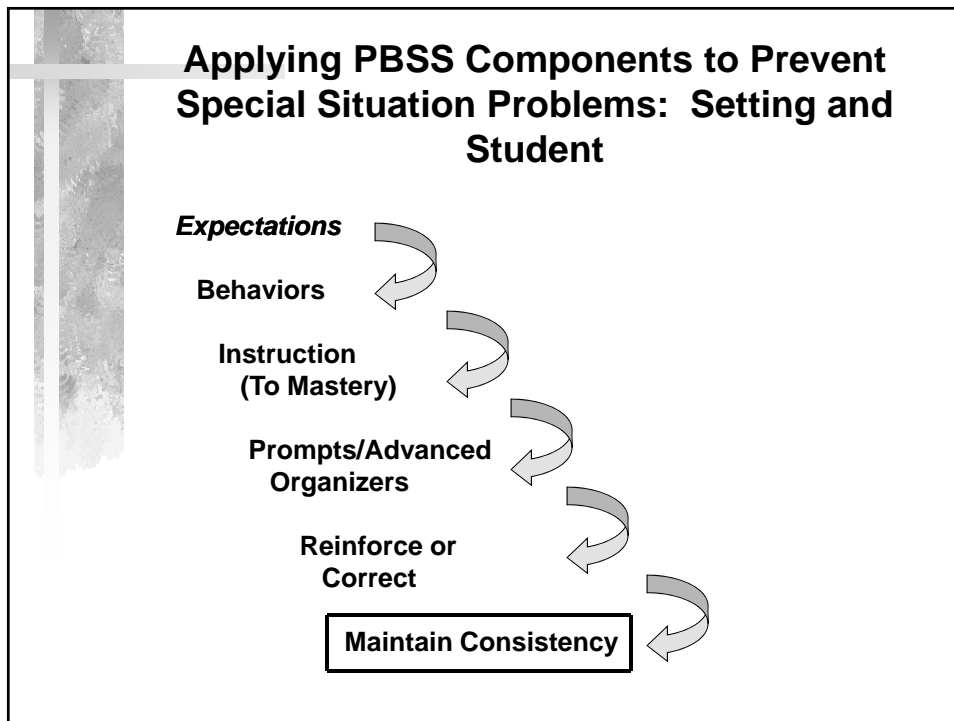 Applying PBSS Components to Prevent
Special Situation Problems: Setting and
Student
Expectations
Behaviors
Instruction
(To Mastery)
Prompts/Advanced
Organizers
Reinforce or
Correct
Maintain Consistency